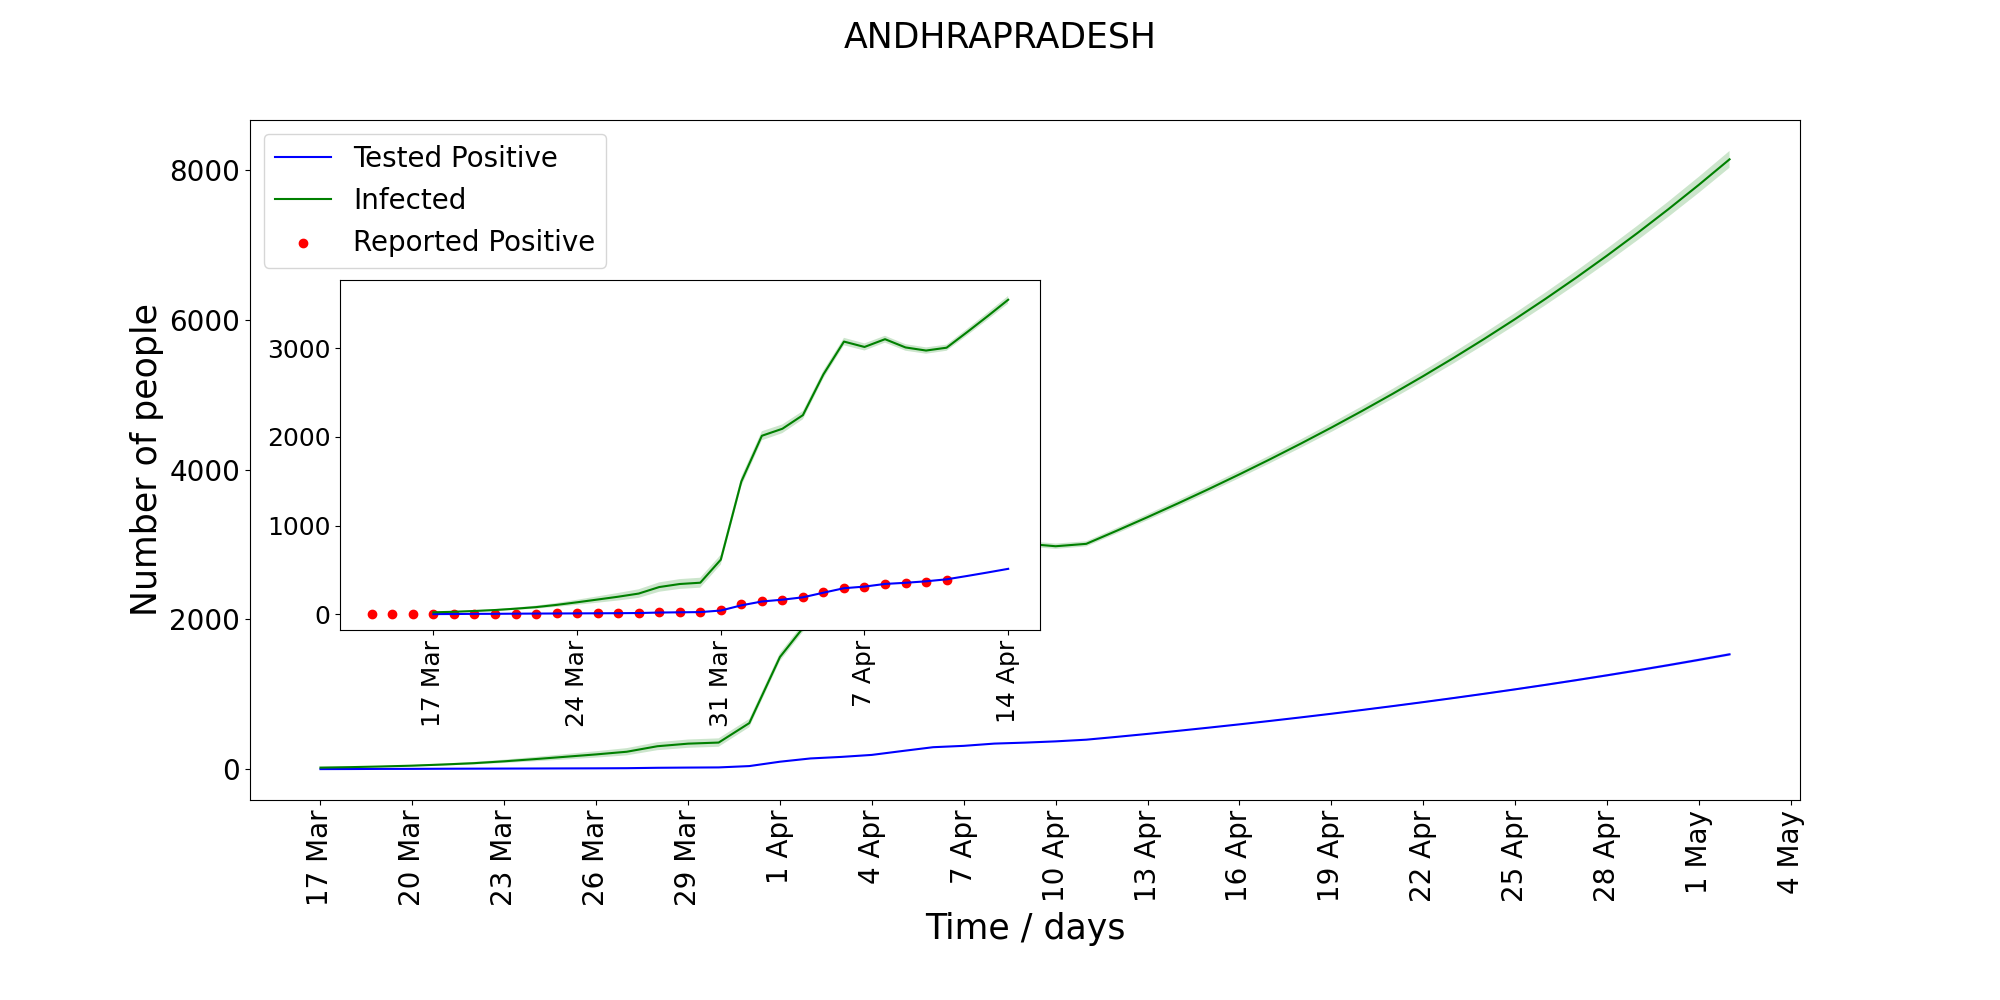 ANDHRAPRADESH
Tested Positive
Infected
Reported Positive
Number of people
8000
6000
4000
2000
0
3000
2000
1000
0
17 Mar
24 Mar
31 Mar
7 Apr
14 Apr
17 Mar
20 Mar
23 Mar
26 Mar
29 Mar
1 Apr
4 Apr
7 Apr
10 Apr
13 Apr
16 Apr
19 Apr
22 Apr
25 Apr
28 Apr
1 May
4 May
Time / days